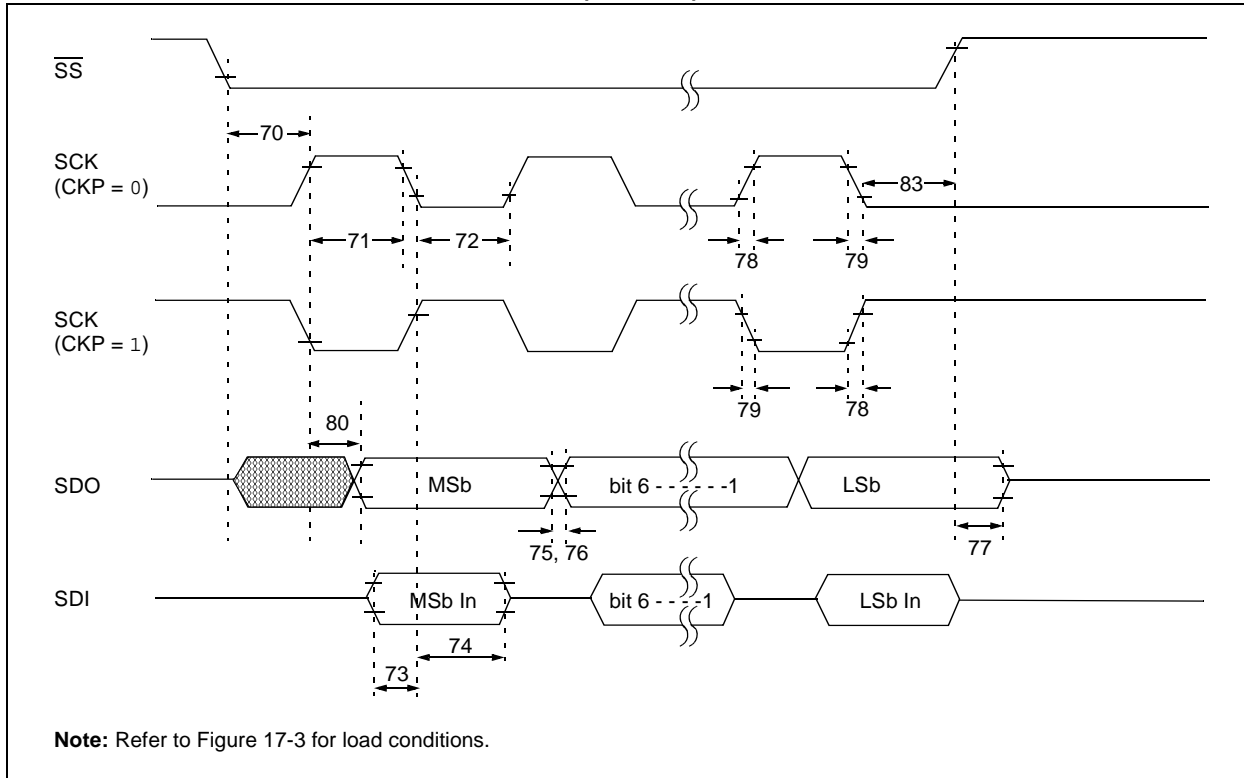 SS
70
SCK
(CKP = 0)
83
71
72
78
79
SCK
(CKP = 1)
79
78
80
SDO
MSb
bit 6 - - - - - -1
LSb
75, 76
77
SDI
MSb In
bit 6 - - - -1
LSb In
74
73
Note: Refer to Figure 17-3 for load conditions.